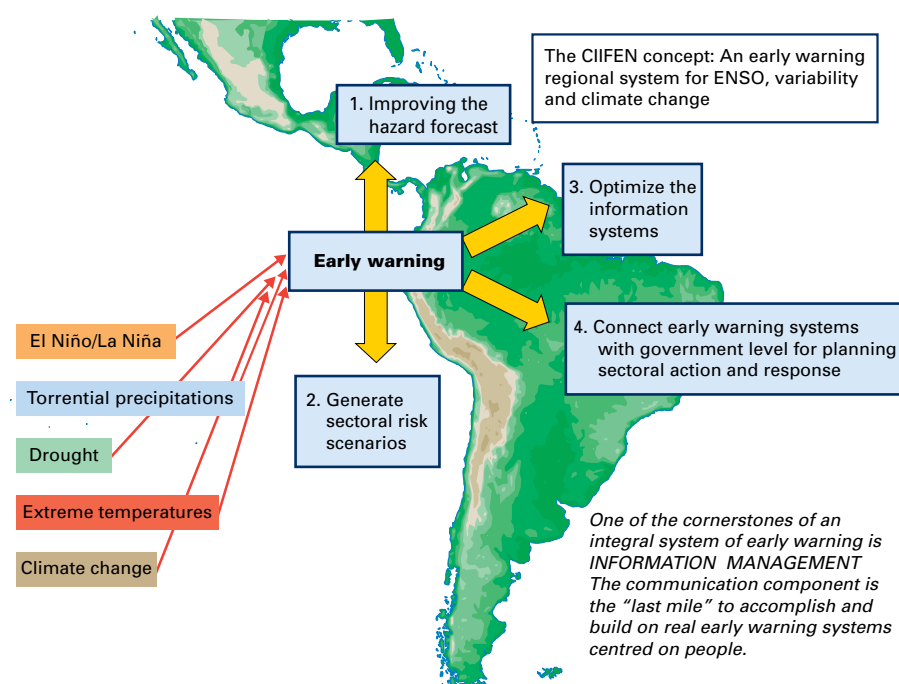 The CIIFEN concept: An early warning
regional system for ENSO, variability
and climate change
1. Improving the
hazard forecast
3. Optimize the
information
systems
Early warning
4. Connect early warning systems
with government level for planning
sectoral action and response
2. Generate
sectoral risk
scenarios
El Niño/La Niña
Torrential precipitations
Drought
Extreme temperatures
Climate change
One of the cornerstones of an
integral system of early warning is
INFORMATION MANAGEMENT
The communication component is
the “last mile” to accomplish and
build on real early warning systems
centred on people.